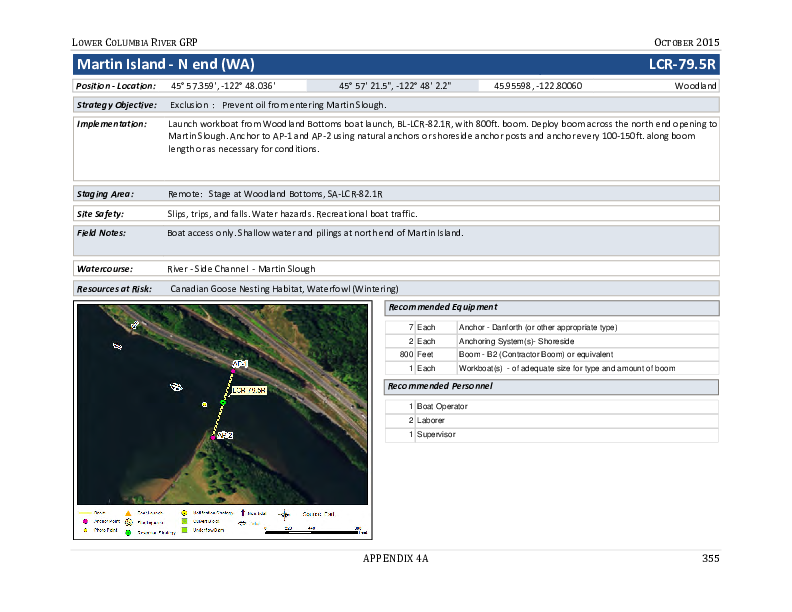 LOWER COLUMBIA RIVER GRP OCTOBER 2015
Martin Island - N end (WA) LCR-79.5R
Position - Location: 45° 57.359', -122° 48.036' 45° 57' 21.5", -122° 48' 2.2" 45.95598, -122.80060 Woodland
Strategy Objective: Exclusion : Prevent oil from entering Martin Slough.
Implementation: Launch workboat from Woodland Bottoms boat launch, BL-LCR-82.1R, with 800ft. boom. Deploy boom across the north end opening to
Martin Slough. Anchor to AP-1 and AP-2 using natural anchors or shoreside anchor posts and anchor every 100-150ft. along boom
length or as necessary for conditions.
Staging Area: Remote: Stage at Woodland Bottoms, SA-LCR-82.1R
Site Safety: Slips, trips, and falls. Water hazards. Recreational boat traffic.
Field Notes: Boat access only. Shallow water and pilings at north end of Martin Island.
Watercourse: River - Side Channel - Martin Slough
Resources at Risk: Canadian Goose Nesting Habitat, Waterfowl (Wintering)
Recommended Equipment
7 Each Anchor - Danforth (or other appropriate type)
2 Each Anchoring System(s)- Shoreside
800 Feet Boom - B2 (Contractor Boom) or equivalent
1 Each Workboat(s) - of adequate size for type and amount of boom
Recommended Personnel
1 Boat Operator
2 Laborer
1 Supervisor
AP-1
LCR-79.5R
AP-2
Anchor Point
Photo Point
APPENDIX 4A 355